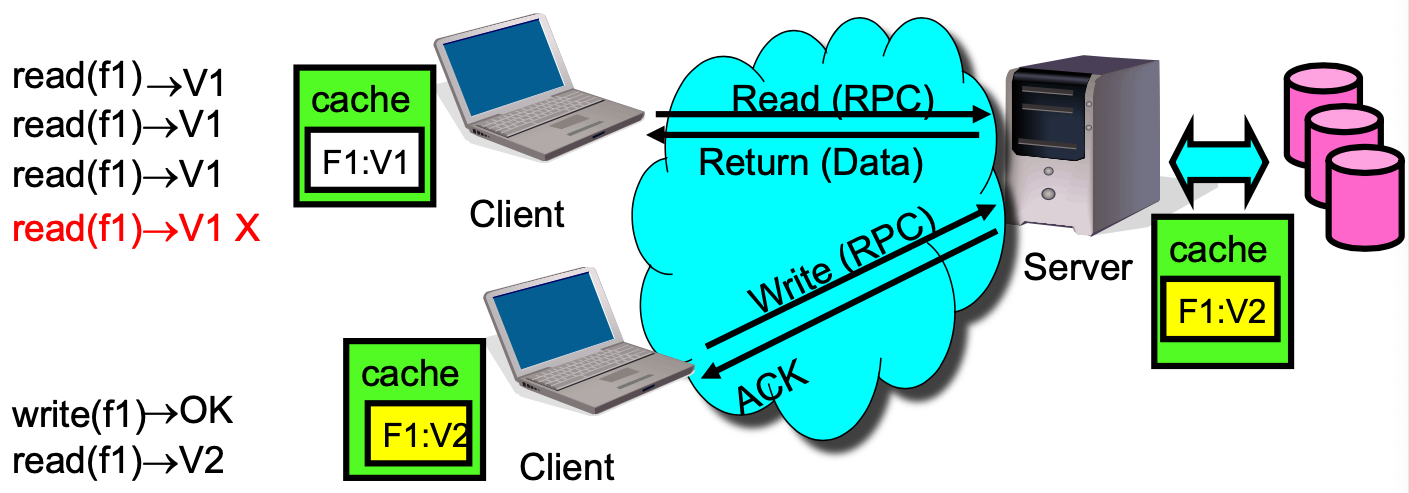 read(f1)→V1
read(f1)→V1
read(f1)→V1
read(f1)→V1 X
cache
F1:V1
Client
Read (RPC)
Return (Data)
Write (RPC)
ACK
Server
cache
F1:V2
write(f1)→OK
read(f1)→V2
cache
F1:V2
Client